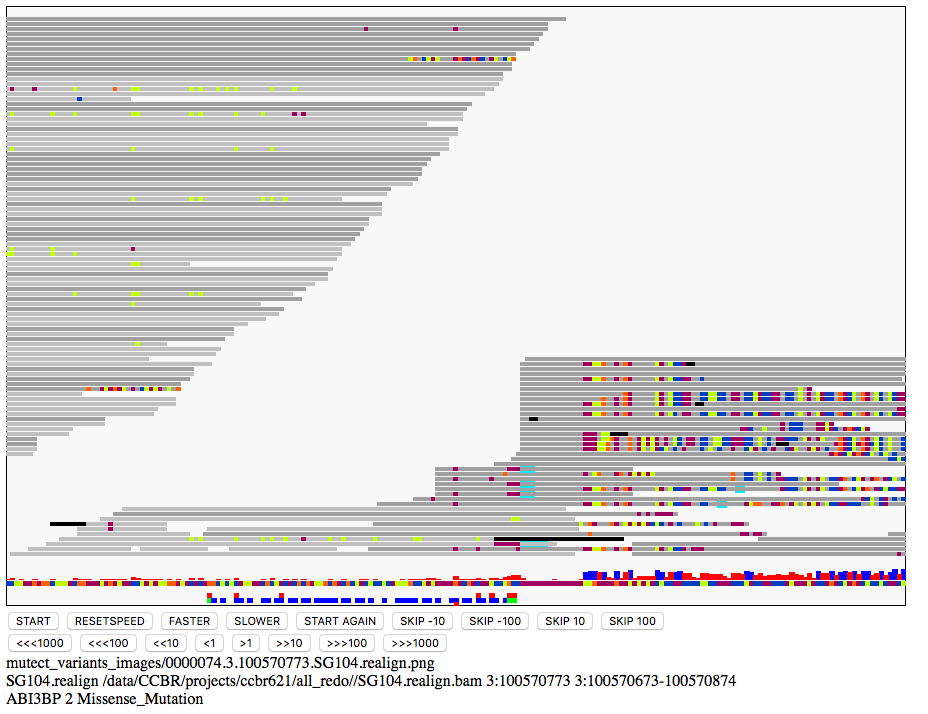 START RESETSPEED FASTER SLOWER START AGAIN SKIP -10 SKIP -100 SKIP 10 SKIP 100
<<<1000 <<<100 <<10 <1 >1 >>10 >>>100 >>>1000
mutect_variants_images/0000074.3.100570773.SG104.realign.png
SG104.realign /data/CCBR/projects/ccbr621/all_redo//SG104.realign.bam 3:100570773 3:100570673-100570874
ABI3BP 2 Missense_Mutation